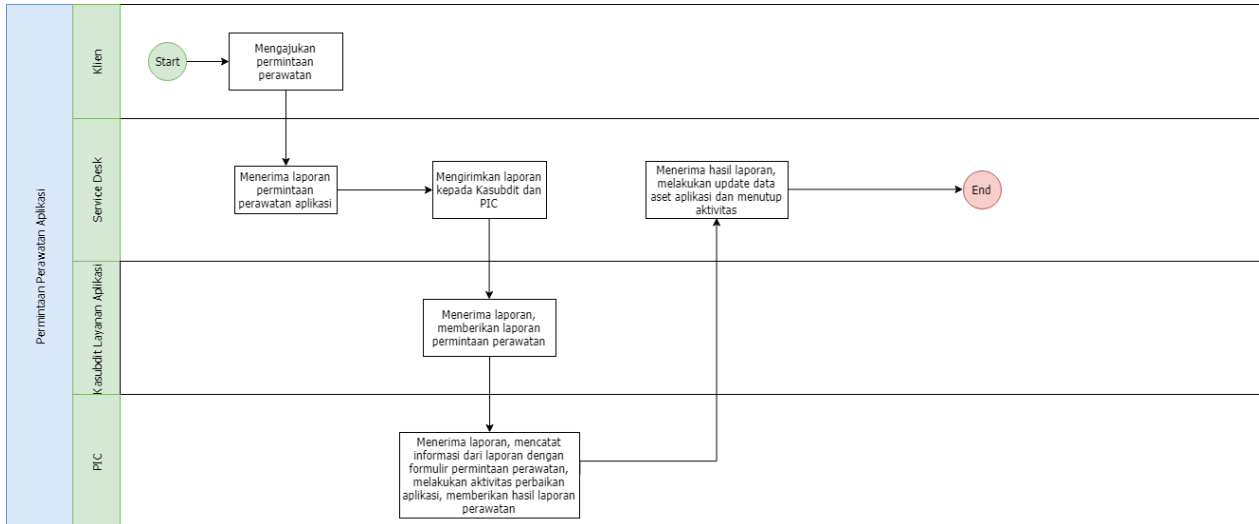 Permintaan Perawatan Aplikasi
Klien
Start
Mengajukan
permintaan
perawatan
Service Desk
Menerima laporan
permintaan
perawatan aplikasi
Mengirimkan laporan
kepada Kasubdit dan
PIC
Menerima hasil laporan,
melakukan update data
aset aplikasi dan menutup
aktivitas
End
Kasubdit Layanan Aplikasi
Menerima laporan,
memberikan laporan
permintaan perawatan
PIC
Menerima laporan, mencatat
informasi dari laporan dengan
formulir permintaan perawatan,
melakukan aktivitas perbaikan
aplikasi, memberikan hasil laporan
perawatan